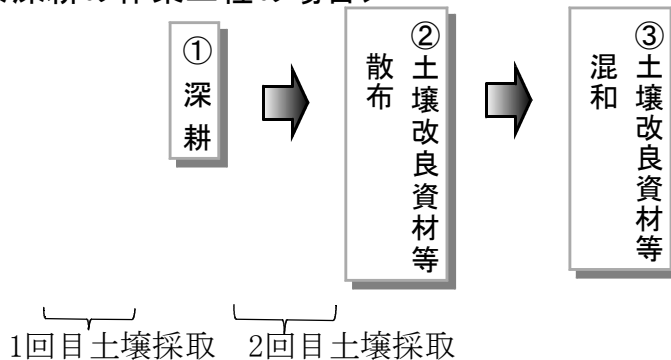 深耕の作業工程の場合
①深耕
②土壌改良資材等
散布
③土壌改良資材等
混和
1回目土壌採取
2回目土壌採取